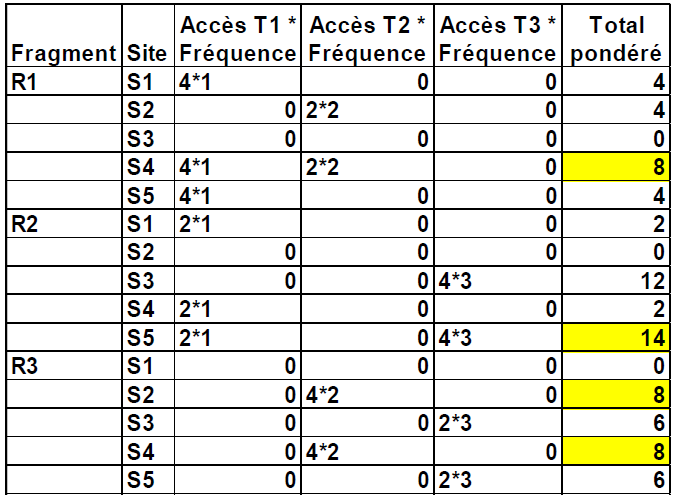 Fragment Site Accès T1 * Fréquence Accès T2 * Fréquence Accès T3 * Fréquence Total pondéré
R1 S1 4*1 0 0 4
S2 0 2*2 0 4
S3 0 0 0 0
S4 4*1 2*2 0 8
S5 4*1 0 0 4
R2 S1 2*1 0 0 2
S2 0 0 0 0
S3 0 0 4*3 12
S4 2*1 0 0 2
S5 2*1 0 4*3 14
R3 S1 0 0 0 0
S2 0 4*2 0 8
S3 0 0 2*3 6
S4 0 4*2 0 8
S5 0 0 2*3 6